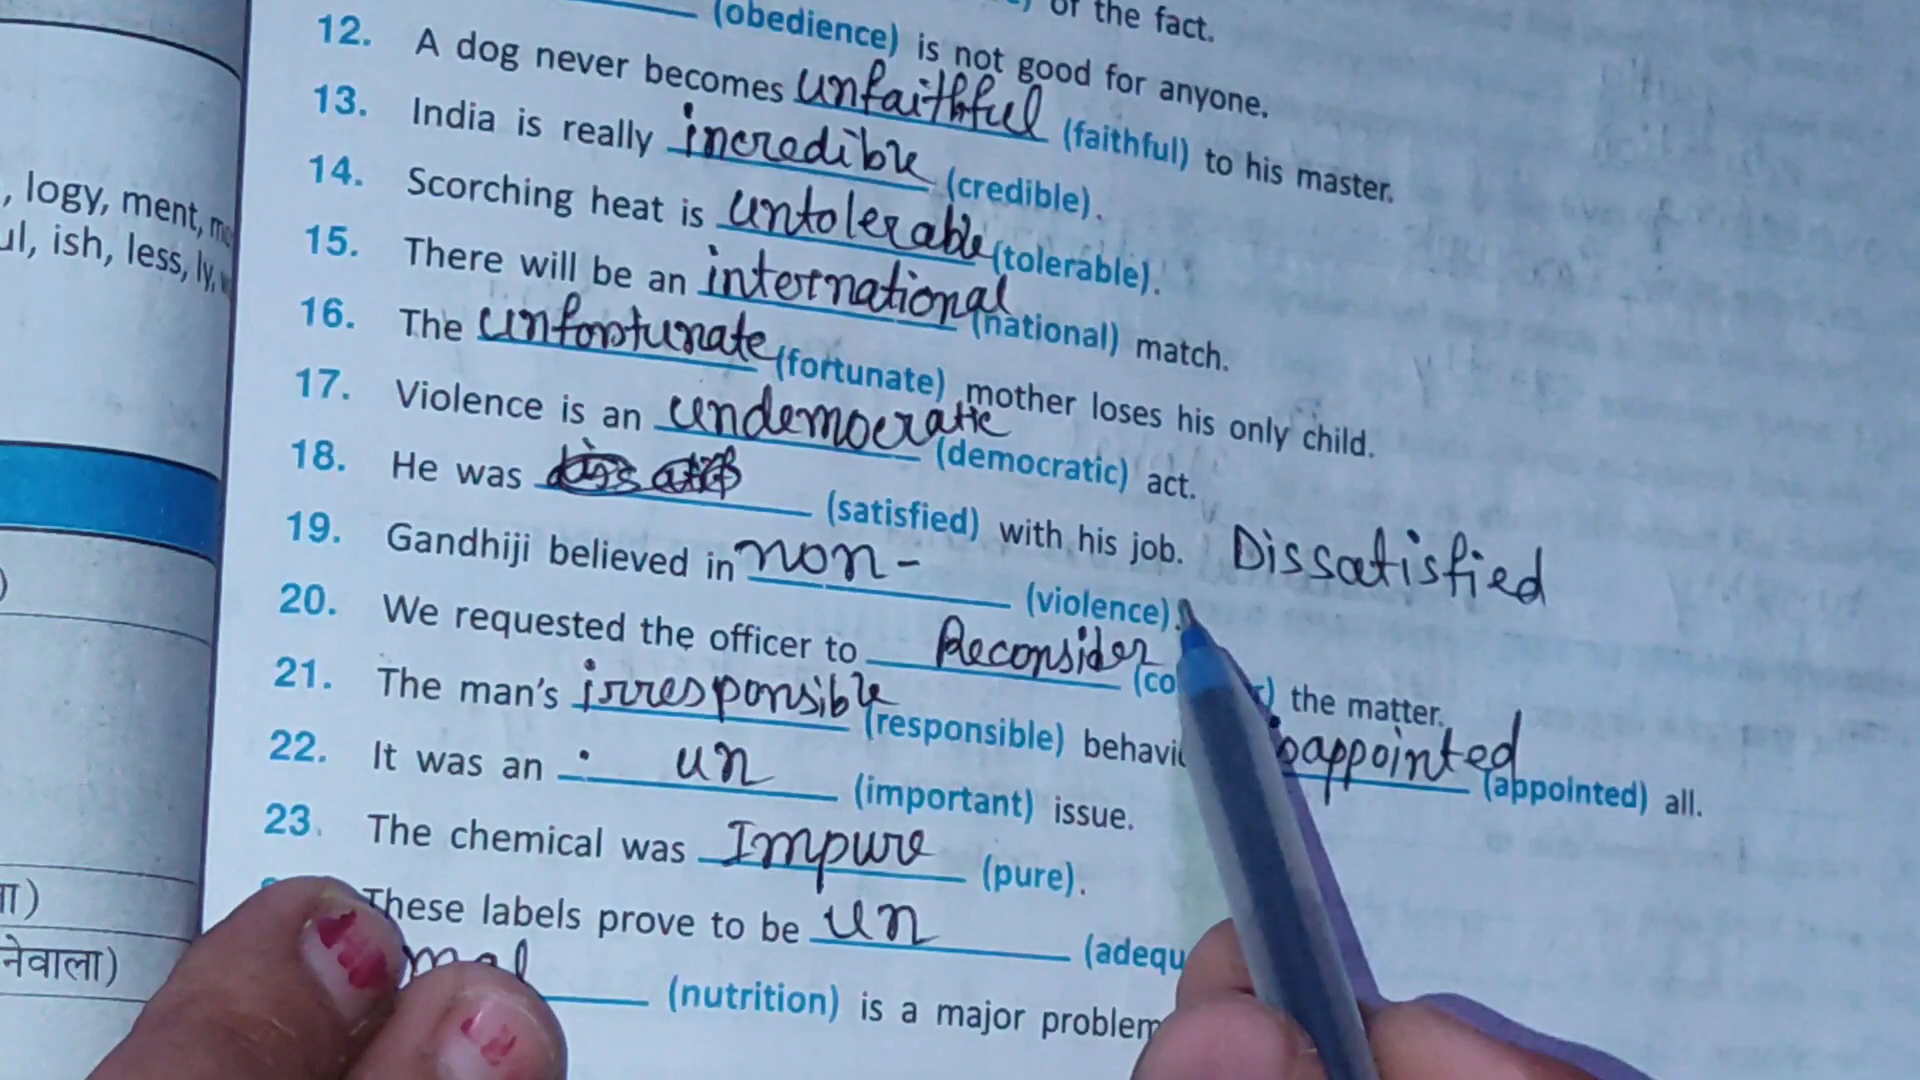 of the fact.
(obedience) is not good for anyone.
12. A dog never becomes unfaithful (faithful) to his master.
13. India is really incredible (credible).
14. Scorching heat is untolerable (tolerable).
15. There will be an international (national) match.
16. The unfortunate (fortunate) mother loses his only child.
17. Violence is an undemocratic (democratic) act.
18. He was (satisfied) with his job. Dissatisfied
19. Gandhiji believed in non- (violence).
20. We requested the officer to Reconsider the matter.
21. The man's irresponsible (responsible) (appointed) all.
22. It was an un (important) issue.
23. The chemical was Impure (pure).
These labels prove to be un
mal (nutrition) is a major problem
, logy, ment,
ish, less, ly,
नेवाला)